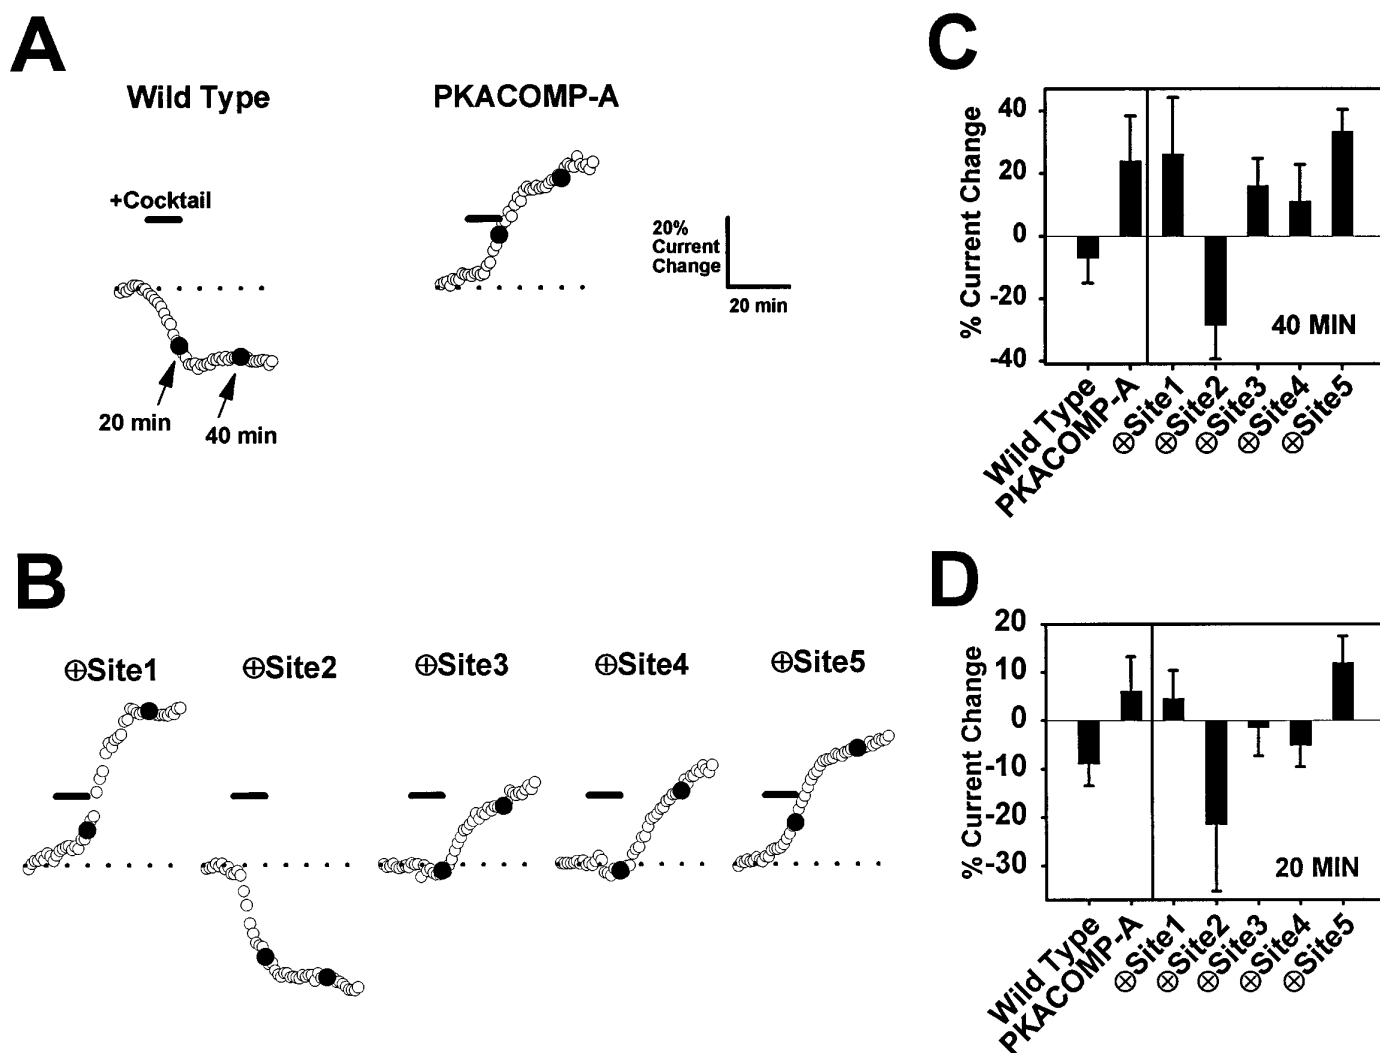 A
Wild Type
PKACOMP-A
+Cocktail
20%
Current
Change
20 min
20 min
40 min
B
⊕Site1
⊕Site2
⊕Site3
⊕Site4
⊕Site5
C
% Current Change
40
20
0
-20
-40
40 MIN
Wild Type
PKACOMP-A
⊗Site1
⊗Site2
⊗Site3
⊗Site4
⊗Site5
D
% Current Change
20
10
0
-10
-20
-30
20 MIN
Wild Type
PKACOMP-A
⊗Site1
⊗Site2
⊗Site3
⊗Site4
⊗Site5